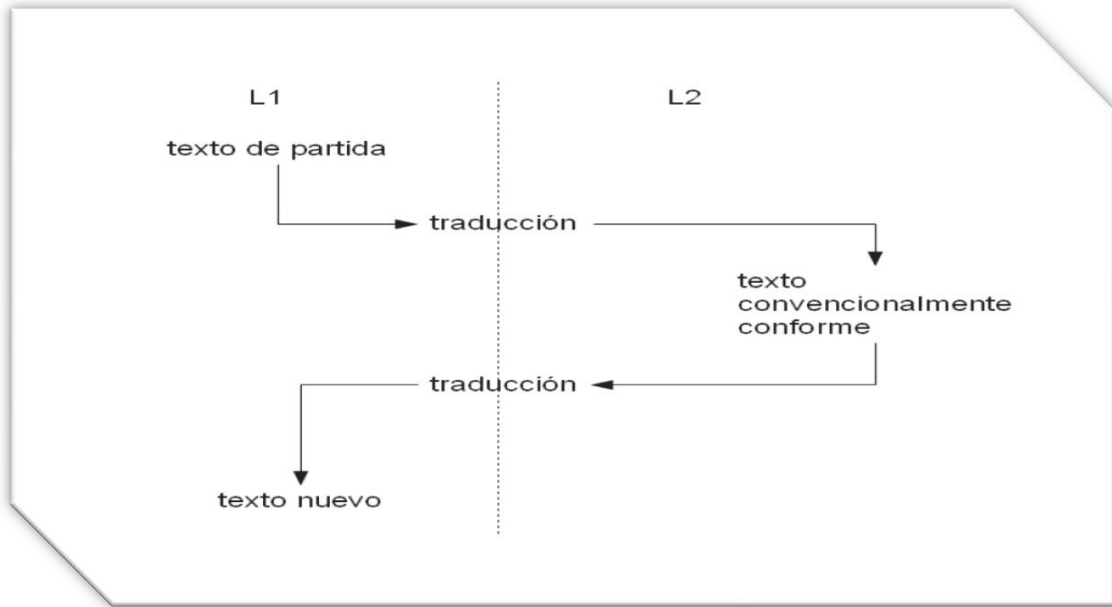 L1
L2
texto de partida
traducción
texto
convencionalmente
conforme
traducción
texto nuevo